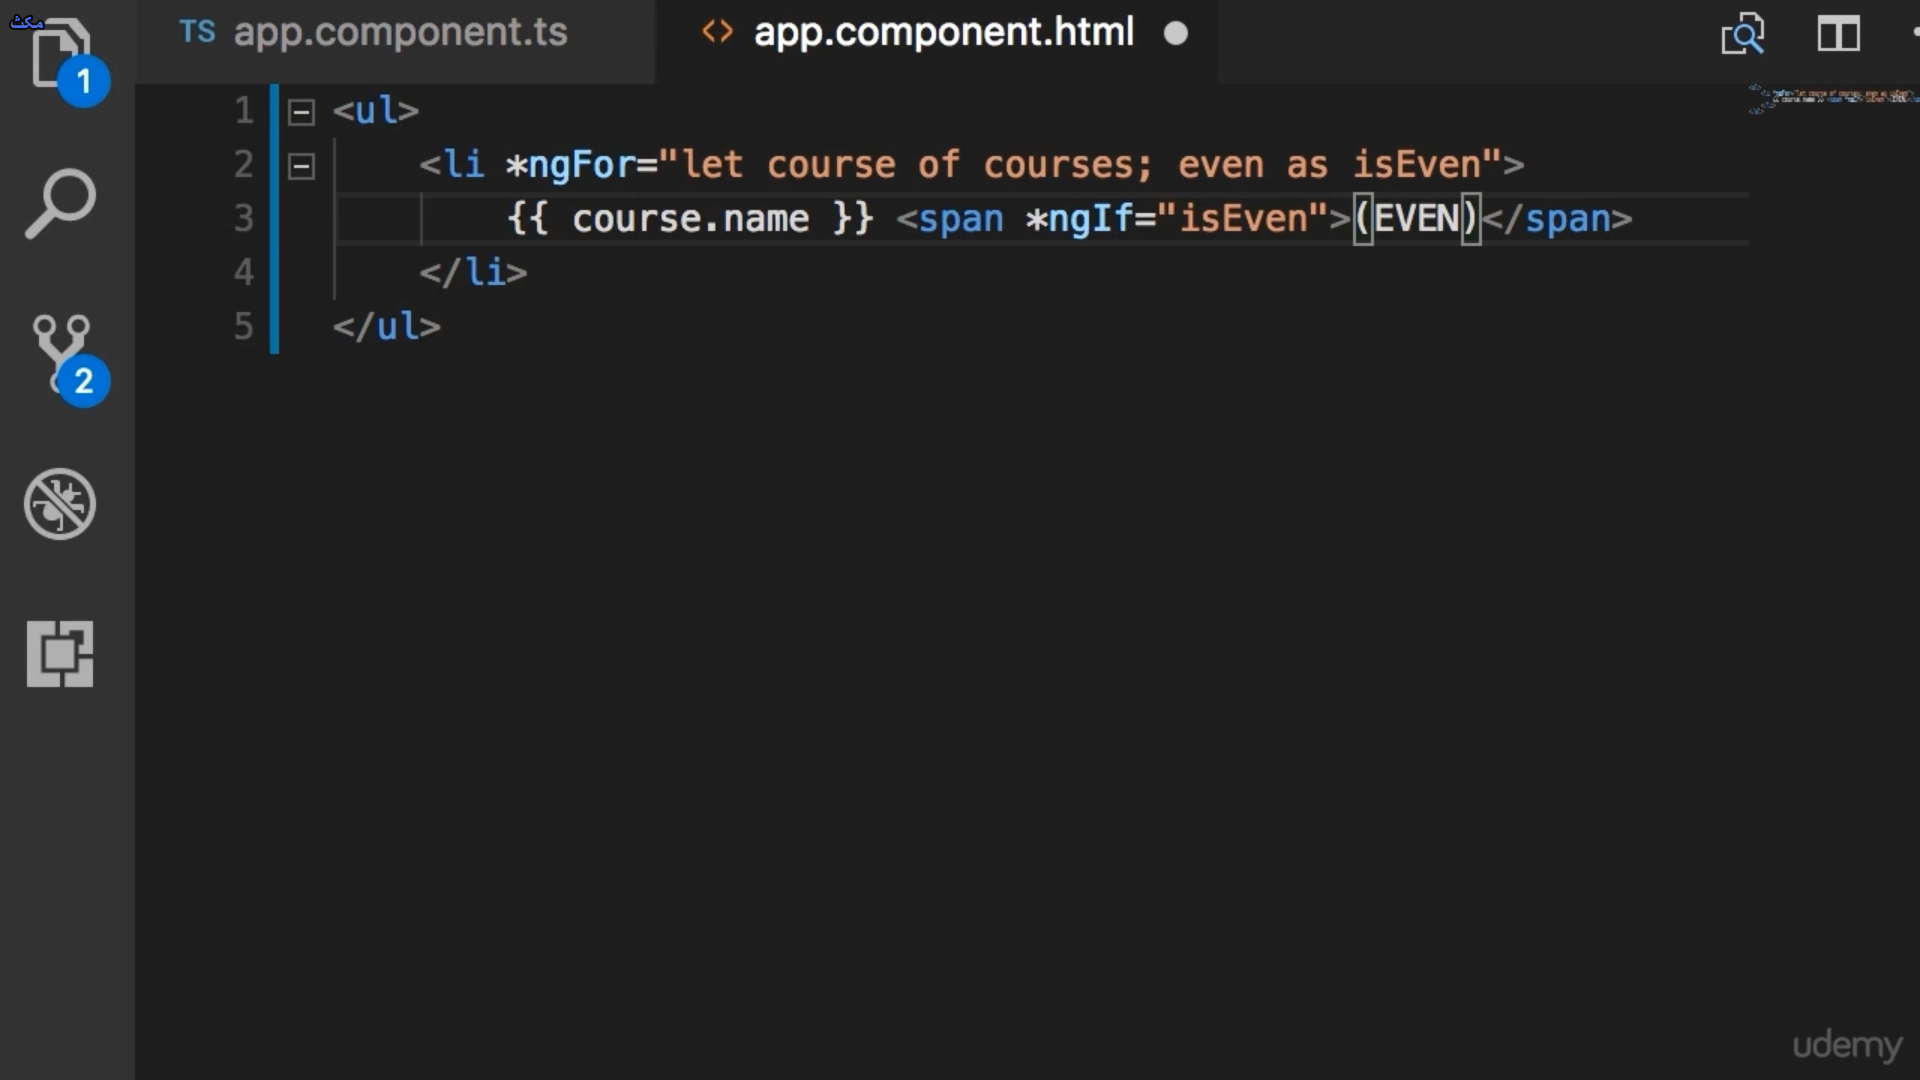 مكث
TS app.component.ts
<> app.component.html
1
1 <ul>
2 <li *ngFor="let course of courses; even as isEven">
3 {{ course.name }} <span *ngIf="isEven">(EVEN)</span>
4 </li>
5 </ul>
2
udemy